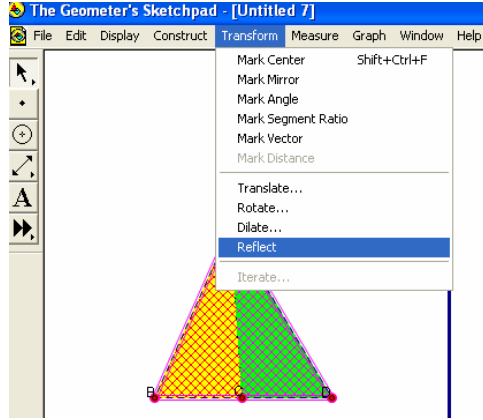 The Geometer's Sketchpad - [Untitled 7]
File Edit Display Construct Transform Measure Graph Window Help
Mark Center Shift+Ctrl+F
Mark Mirror
Mark Angle
Mark Segment Ratio
Mark Vector
Mark Distance
Translate...
Rotate...
Dilate...
Reflect
Iterate...
A
B C D